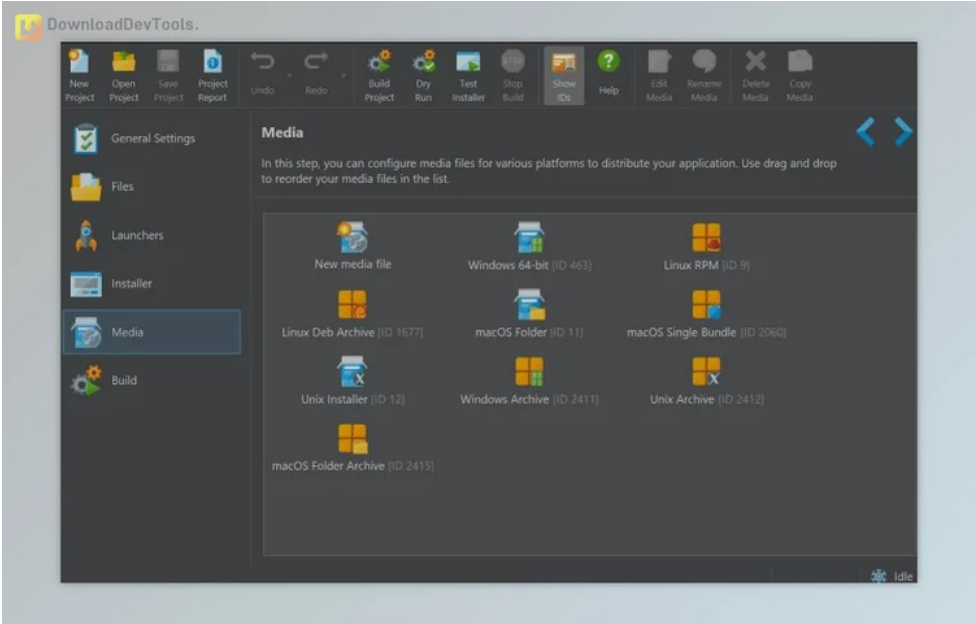 DownloadDevTools.
New Project
Open Project
Save Project
Project Report
Undo
Redo
Build Project
Dry Run
Test Installer
Stop Build
Show IDs
Help
Edit Media
Rename Media
Delete Media
Copy Media
General Settings
Files
Launchers
Installer
Media
Build
Media
In this step, you can configure media files for various platforms to distribute your application. Use drag and drop
to reorder your media files in the list.
New media file
Windows 64-bit [ID 463]
Linux RPM [ID 9]
Linux Deb Archive [ID 1677]
macOS Folder [ID 11]
macOS Single Bundle [ID 2060]
Unix Installer [ID 12]
Windows Archive [ID 2411]
Unix Archive [ID 2412]
macOS Folder Archive [ID 2415]
Idle